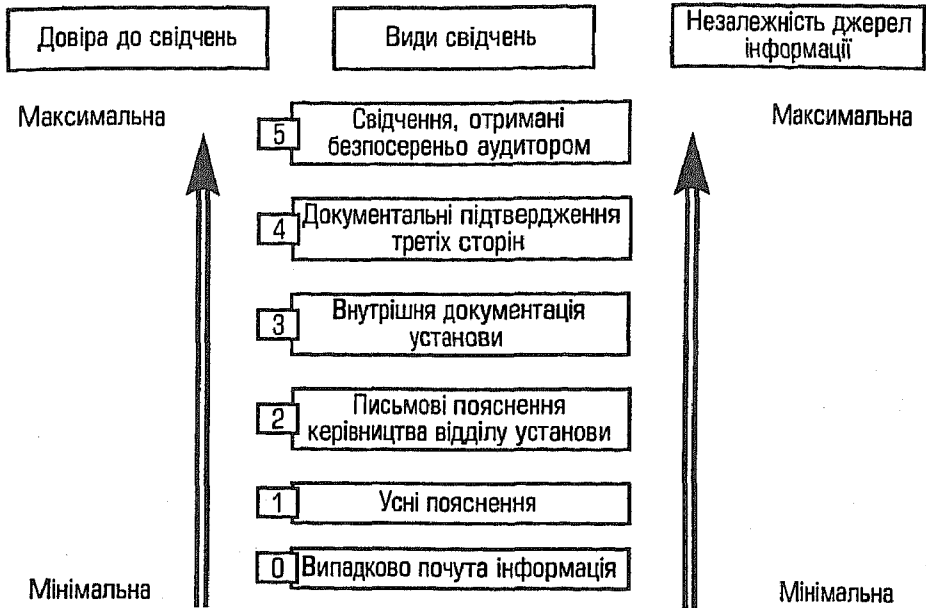 Довіра до свідчень
Види свідчень
Незалежність джерел
інформації
Максимальна
Максимальна
5
Свідчення, отримані
безпосереньо аудитором
4
Документальні підтвердження
третіх сторін
3
Внутрішня документація
установи
2
Письмові пояснення
керівництва відділу установи
1
Усні пояснення
0
Випадково почута інформація
Мінімальна
Мінімальна